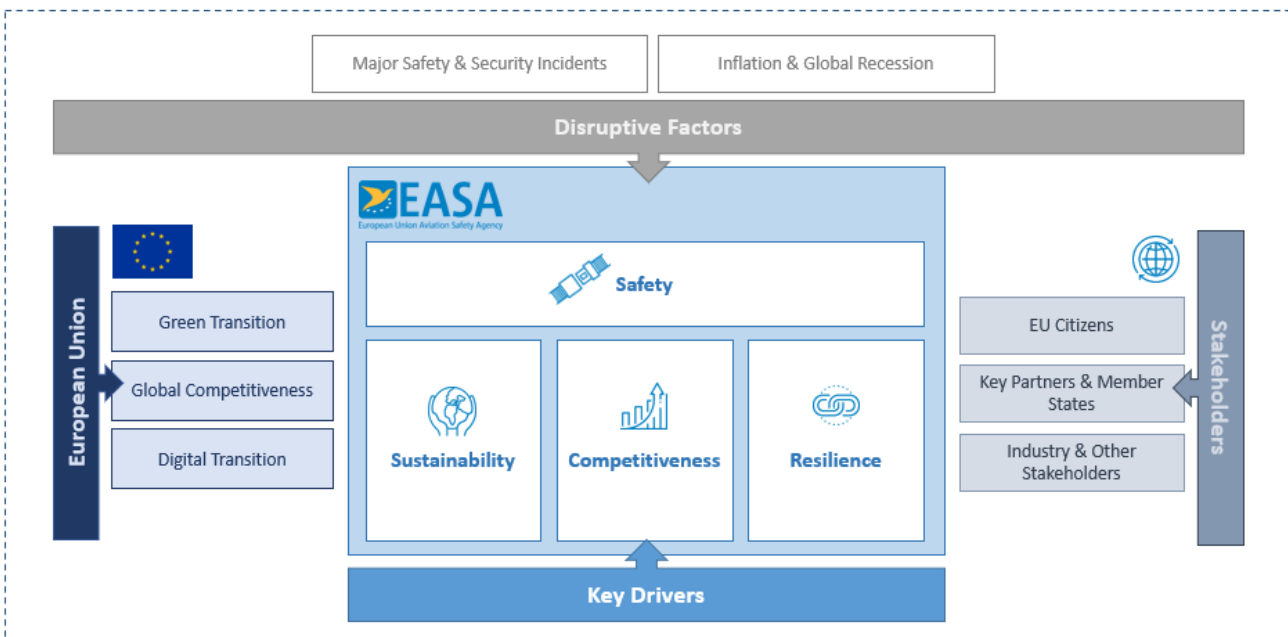 Major Safety & Security Incidents
Inflation & Global Recession
Disruptive Factors
EASA
European Union Aviation Safety Agency
European Union
Green Transition
Global Competitiveness
Digital Transition
Safety
Sustainability
Competitiveness
Resilience
EU Citizens
Key Partners & Member
States
Industry & Other
Stakeholders
Stakeholders
Key Drivers